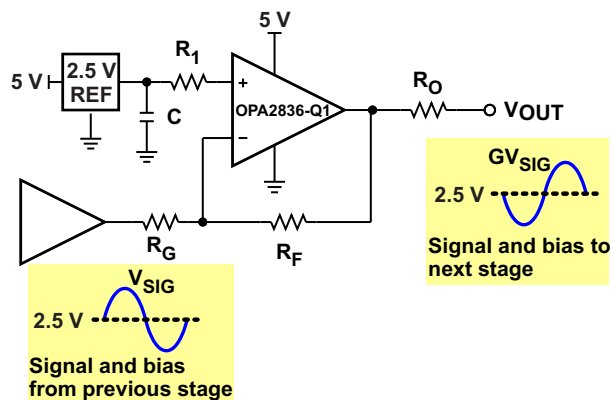 5 V
R1
2.5 V
REF
5 V
+
OPA2836-Q1
−
C
RO
VOUT
GVSIG
2.5 V
Signal and bias to
next stage
RG
RF
VSIG
2.5 V
Signal and bias
from previous stage